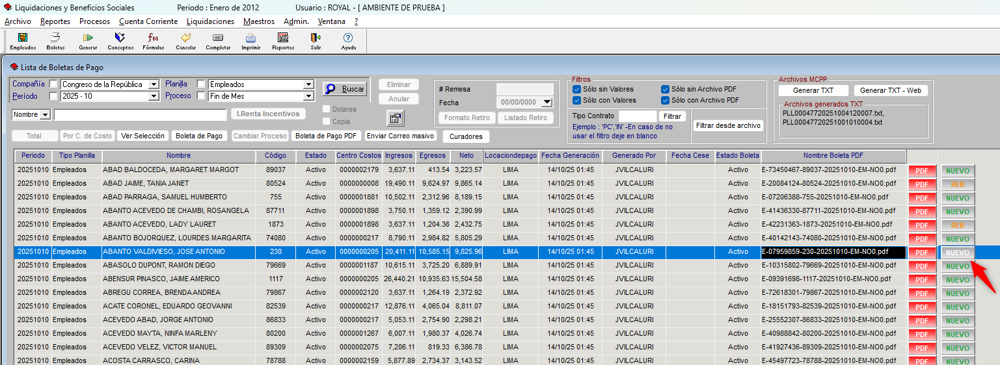 Liquidaciones y Beneficios Sociales Periodo : Enero de 2012 Usuario : ROYAL - [ AMBIENTE DE PRUEBA ]
Archivo Reportes Procesos Cuenta Corriente Liquidaciones Maestros Admin. Ventana ?
Empleados Boletas Generar Conceptos Fórmulas Cancelar Completar Imprimir Reportes Salir Ayuda
Lista de Boletas de Pago
Compañía Congreso de la República Planilla Empleados
Período 2025 - 10 Proceso Fin de Mes
Buscar
Eliminar
Anular
Nombre
I.Renta Incentivos
Dolares
Copia
# Remesa
Fecha 00/00/0000
Formato Retiro Listado Retiro
Filtros
Sólo sin Valores Sólo sin Archivo PDF
Sólo con Valores Sólo con Archivo PDF
Tipo Contrato Filtrar
Ejemplo : 'PC','IN' -En caso de no
usar el filtro deje en blanco
Filtrar desde archivo
Archivos MCPP
Generar TXT Generar TXT - Web
Archivos generados TXT
PLL00047720251004120007.txt,
PLL00047720251001010004.txt
Total Por C. de Costo Ver Selección Boleta de Pago Cambiar Proceso Boleta de Pago PDF Enviar Correo masivo Curadores
Periodo Tipo Planilla Nombre Código Estado Centro Costos Ingresos Egresos Neto Locaciondepago Fecha Generación Generado Por Fecha Cese Estado Boleta Nombre Boleta PDF
20251010 Empleados ABAD BALDOCEDA, MARGARET MARGOT 89037 Activo 0000002179 3,637.11 413.54 3,223.57 LIMA 14/10/25 01:45 JVILCALURI Activo E-73450467-89037-20251010-EM-NO0.pdf PDF NUEVO
20251010 Empleados ABAD JAIME, TANIA JANET 80524 Activo 0000000008 19,490.11 9,624.97 9,865.14 LIMA 14/10/25 01:45 JVILCALURI Activo E-20084124-80524-20251010-EM-NO0.pdf PDF REB
20251010 Empleados ABAD PARRAGA, SAMUEL HUMBERTO 755 Activo 0000001881 10,502.11 2,312.96 8,189.15 LIMA 14/10/25 01:45 JVILCALURI Activo E-07206388-755-20251010-EM-NO0.pdf PDF NUEVO
20251010 Empleados ABANTO ACEVEDO DE CHAMBI, ROSANGELA 87711 Activo 0000001898 3,750.11 1,359.12 2,390.99 LIMA 14/10/25 01:45 JVILCALURI Activo E-41436330-87711-20251010-EM-NO0.pdf PDF NUEVO
20251010 Empleados ABANTO ACEVEDO, LADY LAURET 1873 Activo 0000001898 3,637.11 1,204.36 2,432.75 LIMA 14/10/25 01:45 JVILCALURI Activo E-42231363-1873-20251010-EM-NO0.pdf PDF REB
20251010 Empleados ABANTO BOJORQUEZ, LOURDES MARGARITA 74080 Activo 0000000217 8,790.11 2,984.82 5,805.29 LIMA 14/10/25 01:45 JVILCALURI Activo E-40142143-74080-20251010-EM-NO0.pdf PDF NUEVO
20251010 Empleados ABANTO VALDIVIESO, JOSE ANTONIO 230 Activo 0000000205 20,411.11 10,585.15 9,825.96 LIMA 14/10/25 01:45 JVILCALURI Activo E-07959859-230-20251010-EM-NO0.pdf PDF NUEVO
20251010 Empleados ABASOLO DUPONT, RAMON DIEGO 79669 Activo 0000001187 10,615.11 3,725.20 6,889.91 LIMA 14/10/25 01:45 JVILCALURI Activo E-10315802-79669-20251010-EM-NO0.pdf PDF NUEVO
20251010 Empleados ABENSUR PINASCO, JAIME AMERICO 1117 Activo 0000000205 26,440.21 10,935.63 15,504.58 LIMA 14/10/25 01:45 JVILCALURI Activo E-09391698-1117-20251010-EM-NO0.pdf PDF NUEVO
20251010 Empleados ABREGU CORREA, BRENDA ANDREA 79867 Activo 0000002120 3,637.11 1,264.19 2,372.92 LIMA 14/10/25 01:45 JVILCALURI Activo E-72618301-79867-20251010-EM-NO0.pdf PDF NUEVO
20251010 Empleados ACATE CORONEL, EDUARDO GEOVANNI 82539 Activo 0000000217 12,876.11 4,065.04 8,811.07 LIMA 14/10/25 01:45 JVILCALURI Activo E-18151793-82539-20251010-EM-NO0.pdf PDF NUEVO
20251010 Empleados ACEVEDO ABAD, JORGE ANTONIO 86833 Activo 0000000217 5,053.11 2,754.90 2,298.21 LIMA 14/10/25 01:45 JVILCALURI Activo E-25552307-86833-20251010-EM-NO0.pdf PDF NUEVO
20251010 Empleados ACEVEDO MAYTA, NINFA MARLENY 80200 Activo 0000001267 6,007.11 1,980.37 4,026.74 LIMA 14/10/25 01:45 JVILCALURI Activo E-40988842-80200-20251010-EM-NO0.pdf PDF NUEVO
20251010 Empleados ACEVEDO VELEZ, VICTOR MANUEL 89309 Activo 0000002075 7,206.11 819.33 6,386.78 LIMA 14/10/25 01:45 JVILCALURI Activo E-41927436-89309-20251010-EM-NO0.pdf PDF NUEVO
20251010 Empleados ACOSTA CARRASCO, CARINA 78788 Activo 0000002159 5,877.89 2,734.37 3,143.52 LIMA 14/10/25 01:45 JVILCALURI Activo E-45497723-78788-20251010-EM-NO0.pdf PDF NUEVO